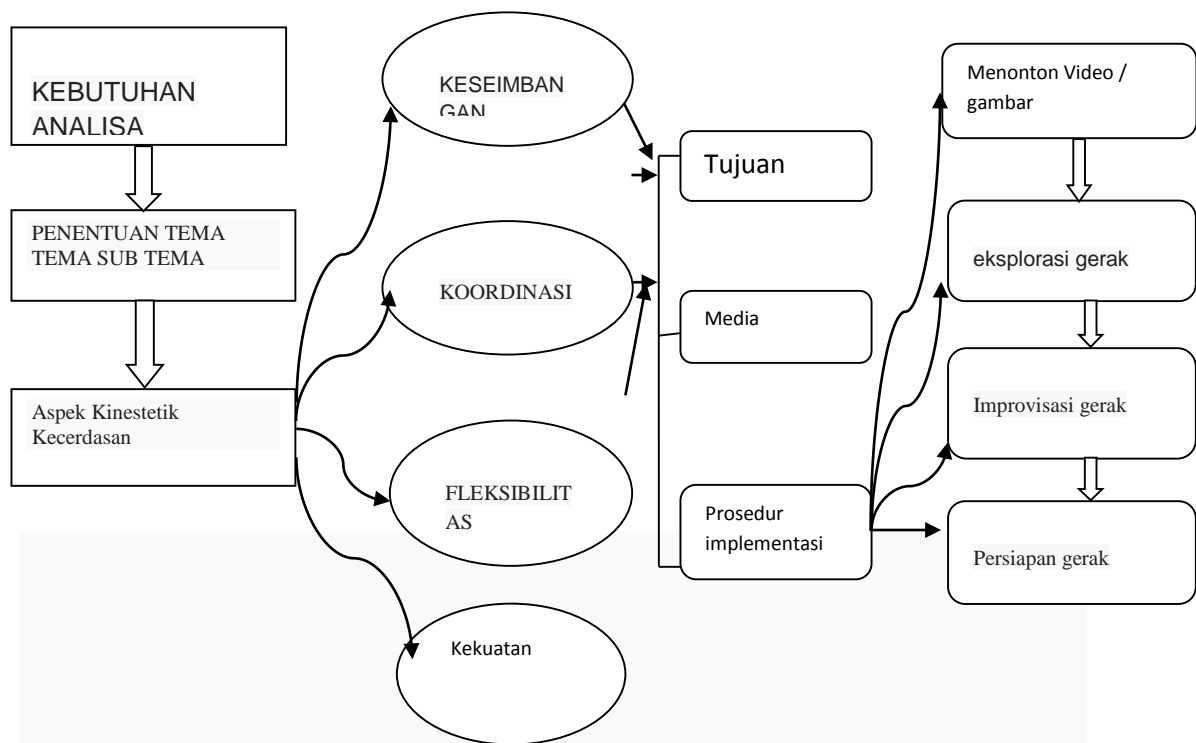 KEBUTUHAN
ANALISA
PENENTUAN TEMA
TEMA SUB TEMA
Aspek Kinestetik
Kecerdasan
KESEIMBAN
GAN
KOORDINASI
FLEKSIBILIT
AS
Kekuatan
Tujuan
Media
Prosedur
implementasi
Menonton Video /
gambar
eksplorasi gerak
Improvisasi gerak
Persiapan gerak